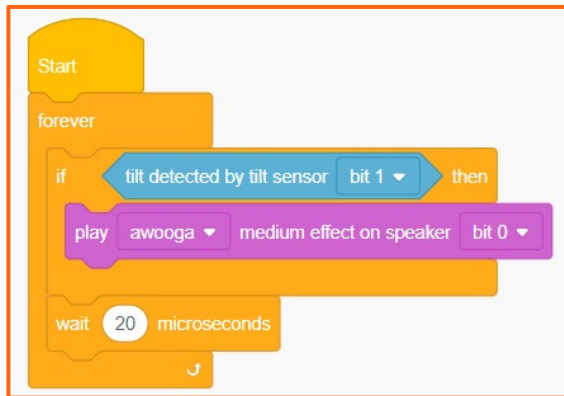 Start
forever
if tilt detected by tilt sensor bit 1 then
play awooga medium effect on speaker bit 0
wait 20 microseconds